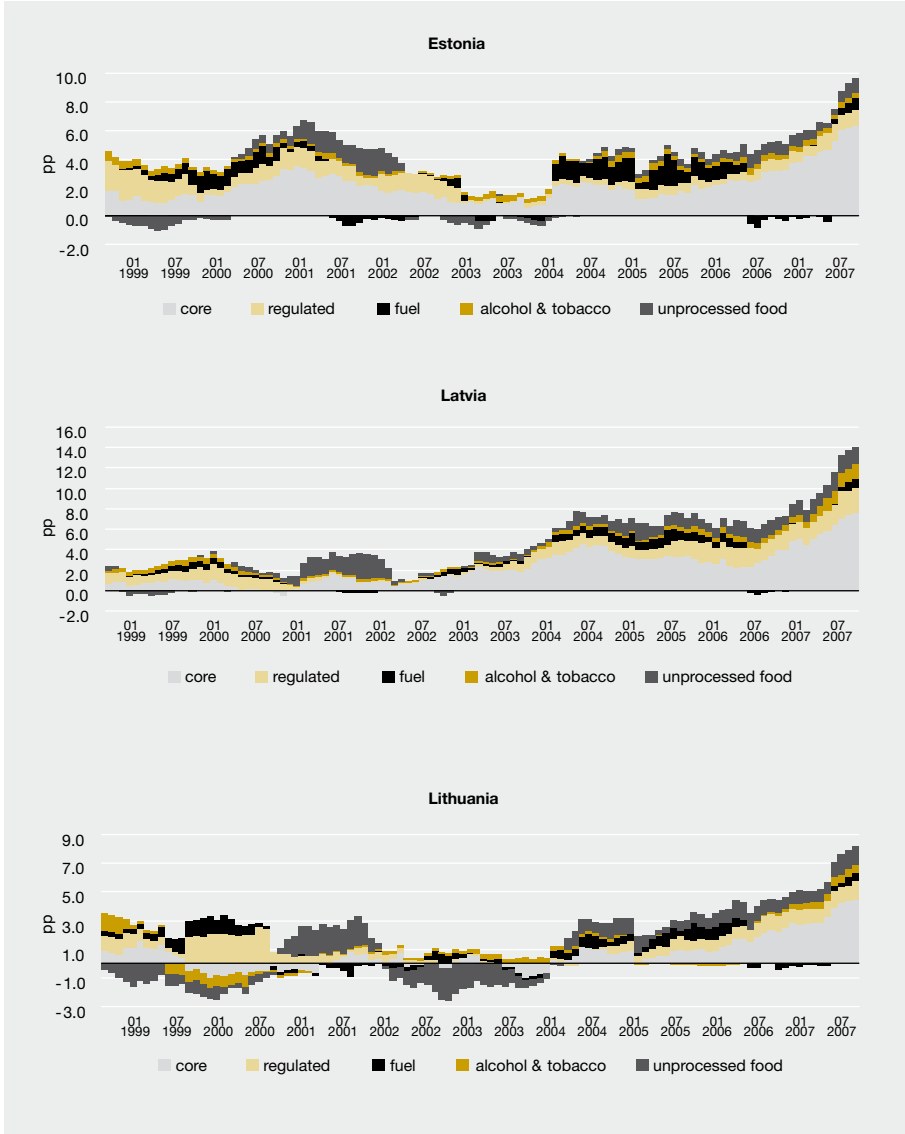 Estonia
10.0
8.0
6.0
4.0
2.0
0.0
-2.0
pp
01 07 01 07 01 07 01 07 01 07 01 07 01 07 01 07 01 07
1999 1999 2000 2000 2001 2001 2002 2002 2003 2003 2004 2004 2005 2005 2006 2006 2007 2007
core regulated fuel alcohol & tobacco unprocessed food
Latvia
16.0
14.0
12.0
10.0
8.0
6.0
4.0
2.0
0.0
-2.0
pp
01 07 01 07 01 07 01 07 01 07 01 07 01 07 01 07 01 07
1999 1999 2000 2000 2001 2001 2002 2002 2003 2003 2004 2004 2005 2005 2006 2006 2007 2007
core regulated fuel alcohol & tobacco unprocessed food
Lithuania
9.0
7.0
5.0
3.0
1.0
-1.0
-3.0
pp
01 07 01 07 01 07 01 07 01 07 01 07 01 07 01 07 01 07
1999 1999 2000 2000 2001 2001 2002 2002 2003 2003 2004 2004 2005 2005 2006 2006 2007 2007
core regulated fuel alcohol & tobacco unprocessed food